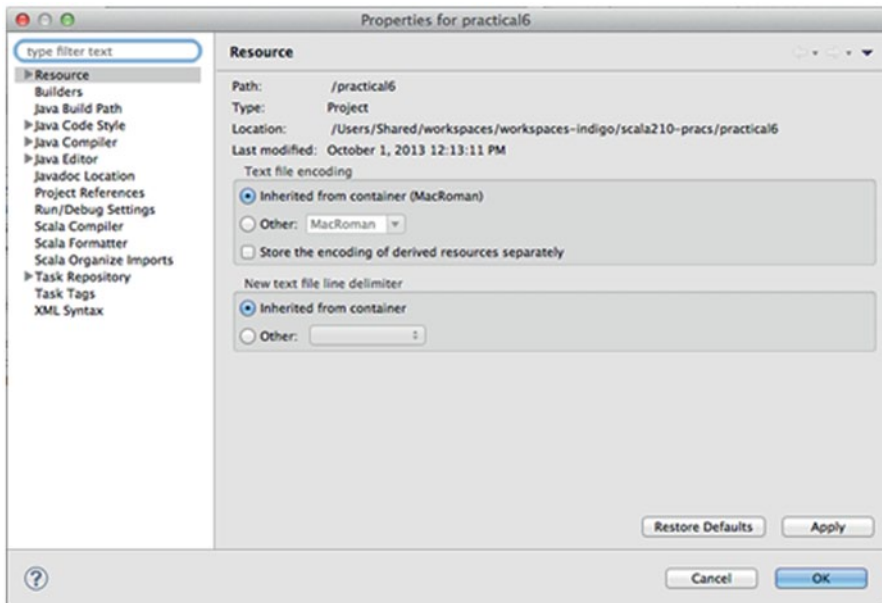 Properties for practical6
type filter text
Resource
Builders
Java Build Path
Java Code Style
Java Compiler
Java Editor
Javadoc Location
Project References
Run/Debug Settings
Scala Compiler
Scala Formatter
Scala Organize Imports
Task Repository
Task Tags
XML Syntax
Resource
Path: /practical6
Type: Project
Location: /Users/Shared/workspaces/workspaces-indigo/scala210-pracs/practical6
Last modified: October 1, 2013 12:13:11 PM
Text file encoding
Inherited from container (MacRoman)
Other: MacRoman
Store the encoding of derived resources separately
New text file line delimiter
Inherited from container
Other:
Restore Defaults Apply
? Cancel OK